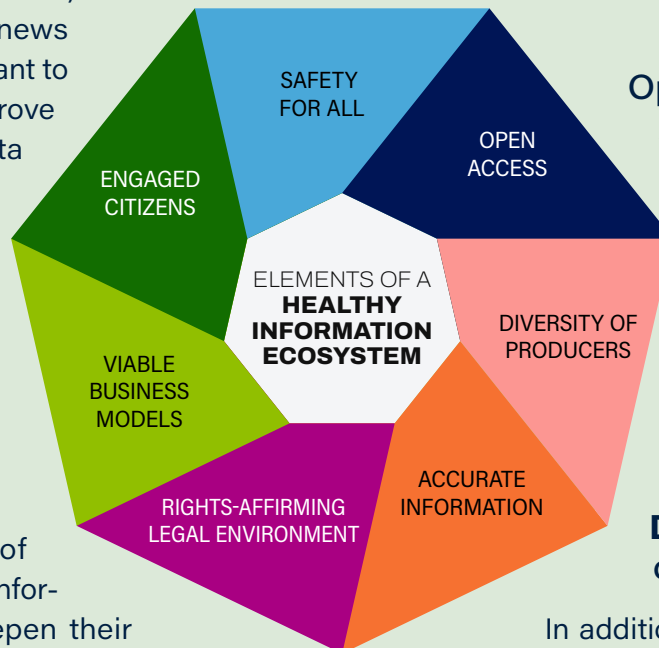 news
ant to
rove
ta
SAFETY
FOR ALL
Op
OPEN
ACCESS
ENGAGED
CITIZENS
ELEMENTS OF A
HEALTHY
INFORMATION
ECOSYSTEM
DIVERSITY OF
PRODUCERS
VIABLE
BUSINESS
MODELS
ACCURATE
INFORMATION
RIGHTS-AFFIRMING
LEGAL ENVIRONMENT
of
nfor-
epen their
In addition